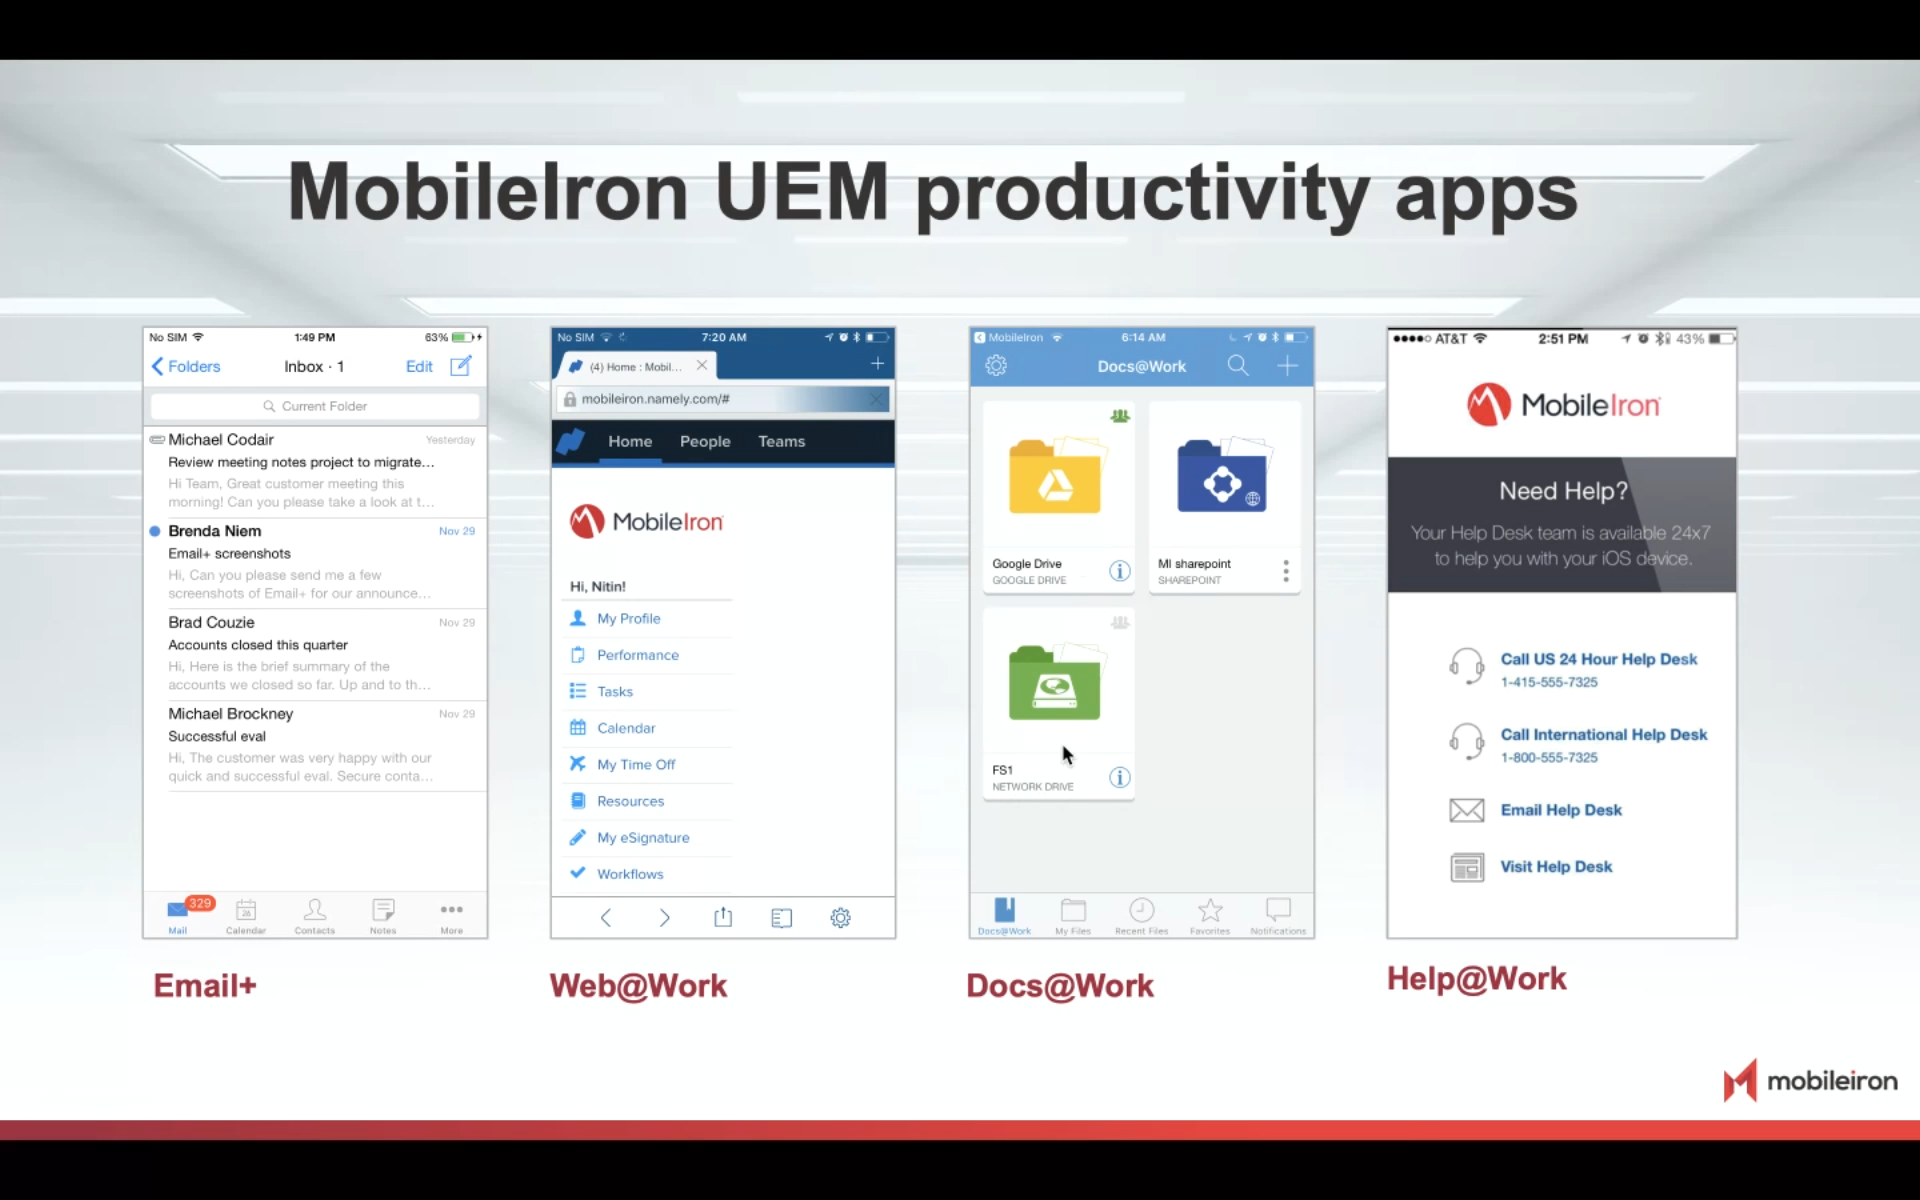 MobileIron UEM productivity apps
No SIM 1:49 PM 63%
Folders Inbox · 1 Edit
Current Folder
Michael Codair Yesterday
Review meeting notes project to migrate...
Hi Team, Great customer meeting this
morning! Can you please take a look at t...
Brenda Niem Nov 29
Email+ screenshots
Hi, Can you please send me a few
screenshots of Email+ for our announce...
Brad Couzie Nov 29
Accounts closed this quarter
Hi, Here is the brief summary of the
accounts we closed so far. Up and to th...
Michael Brockney Nov 29
Successful eval
Hi, The customer was very happy with our
quick and successful eval. Secure conta...
329
26
Mail Calendar Contacts Notes More
Email+
No SIM 7:20 AM
(4) Home : Mobil...
mobileiron.namely.com/#
Home People Teams
MobileIron
Hi, Nitin!
My Profile
Performance
Tasks
Calendar
My Time Off
Resources
My eSignature
Workflows
Web@Work
MobileIron 6:14 AM
Docs@Work
Google Drive
GOOGLE DRIVE
MI sharepoint
SHAREPOINT
FS1
NETWORK DRIVE
Docs@Work My Files Recent Files Favorites Notifications
Docs@Work
AT&T 2:51 PM 43%
MobileIron
Need Help?
Your Help Desk team is available 24x7
to help you with your iOS device.
Call US 24 Hour Help Desk
1-415-555-7325
Call International Help Desk
1-800-555-7325
Email Help Desk
Visit Help Desk
Help@Work
mobileiron